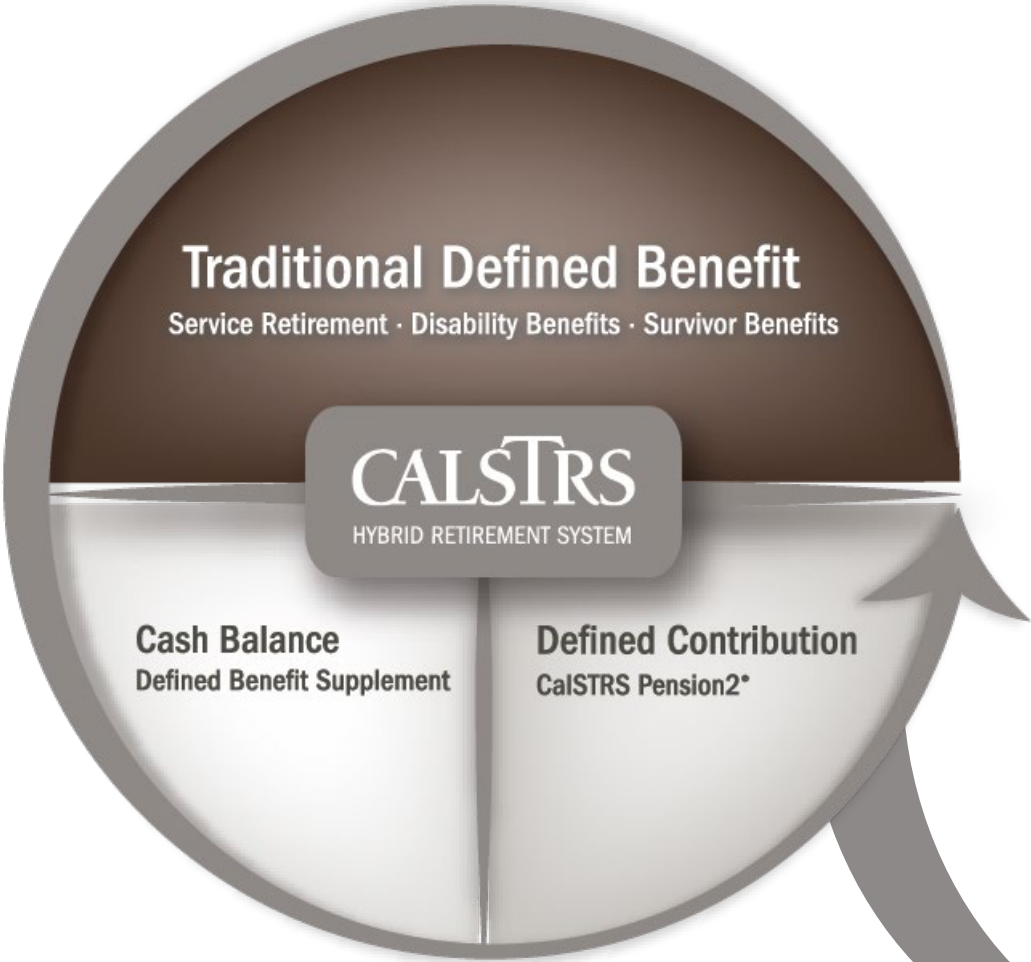 Traditional Defined Benefit
Service Retirement · Disability Benefits · Survivor Benefits
CALSTRS
HYBRID RETIREMENT SYSTEM
Cash Balance
Defined Benefit Supplement
Defined Contribution
CalSTRS Pension2®